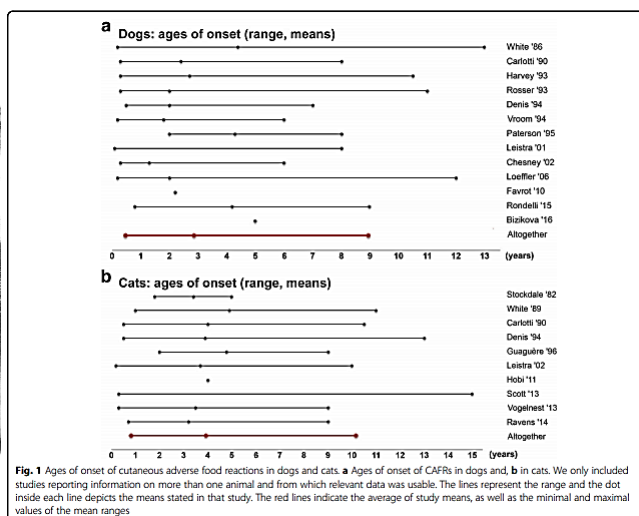 a
Dogs: ages of onset (range, means)
White '86
Carlotti '90
Harvey '93
Rosser '93
Denis '94
Vroom '94
Paterson '95
Leistra '01
Chesney '02
Loeffler '06
Favrot '10
Rondelli '15
Bizikova '16
Altogether
0 1 2 3 4 5 6 7 8 9 10 11 12 13 (years)
b
Cats: ages of onset (range, means)
Stockdale '82
White '89
Carlotti '90
Denis '94
Guaguère '96
Leistra '02
Hobi '11
Scott '13
Vogelnest '13
Ravens '14
Altogether
0 1 2 3 4 5 6 7 8 9 10 11 12 13 14 15 (years)
Fig. 1 Ages of onset of cutaneous adverse food reactions in dogs and cats. a Ages of onset of CAFRs in dogs and, b in cats. We only included
studies reporting information on more than one animal and from which relevant data was usable. The lines represent the range and the dot
inside each line depicts the means stated in that study. The red lines indicate the average of study means, as well as the minimal and maximal
values of the mean ranges